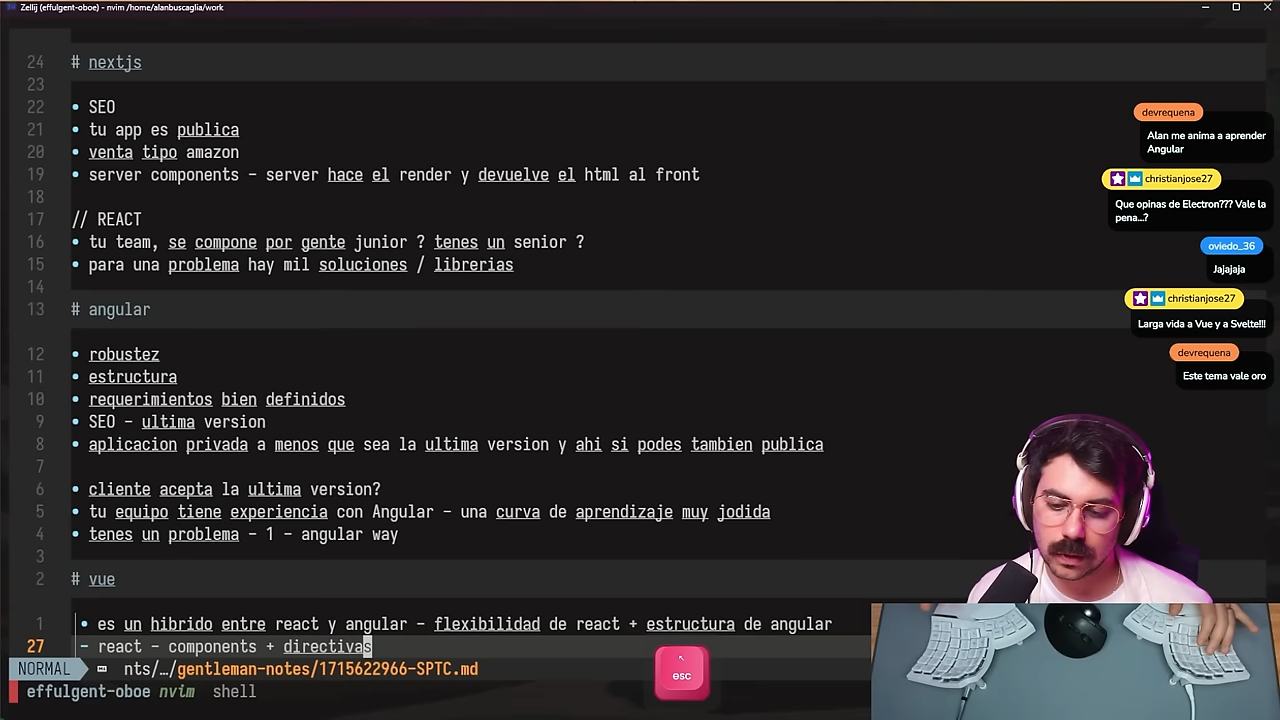 Zellij (effulgent-oboe) - nvim /home/alanbuscaglia/work
24 # nextjs
23
22 • SEO
21 • tu app es publica
20 • venta tipo amazon
19 • server components - server hace el render y devuelve el html al front
18
17 // REACT
16 • tu team, se compone por gente junior ? tenes un senior ?
15 • para una problema hay mil soluciones / librerias
14
13 # angular
12 • robustez
11 • estructura
10 • requerimientos bien definidos
9 • SEO - ultima version
8 • aplicacion privada a menos que sea la ultima version y ahi si podes tambien publica
7
6 • cliente acepta la ultima version?
5 • tu equipo tiene experiencia con Angular - una curva de aprendizaje muy jodida
4 • tenes un problema - 1 - angular way
3
2 # vue
1 • es un hibrido entre react y angular - flexibilidad de react + estructura de angular
27 - react - components + directivas
NORMAL nts/…/gentleman-notes/1715622966-SPTC.md
effulgent-oboe nvim shell
devrequena
Alan me anima a aprender
Angular
christianjose27
Que opinas de Electron??? Vale la
pena...?
oviedo_36
Jajajaja
christianjose27
Larga vida a Vue y a Svelte!!!
devrequena
Este tema vale oro
esc